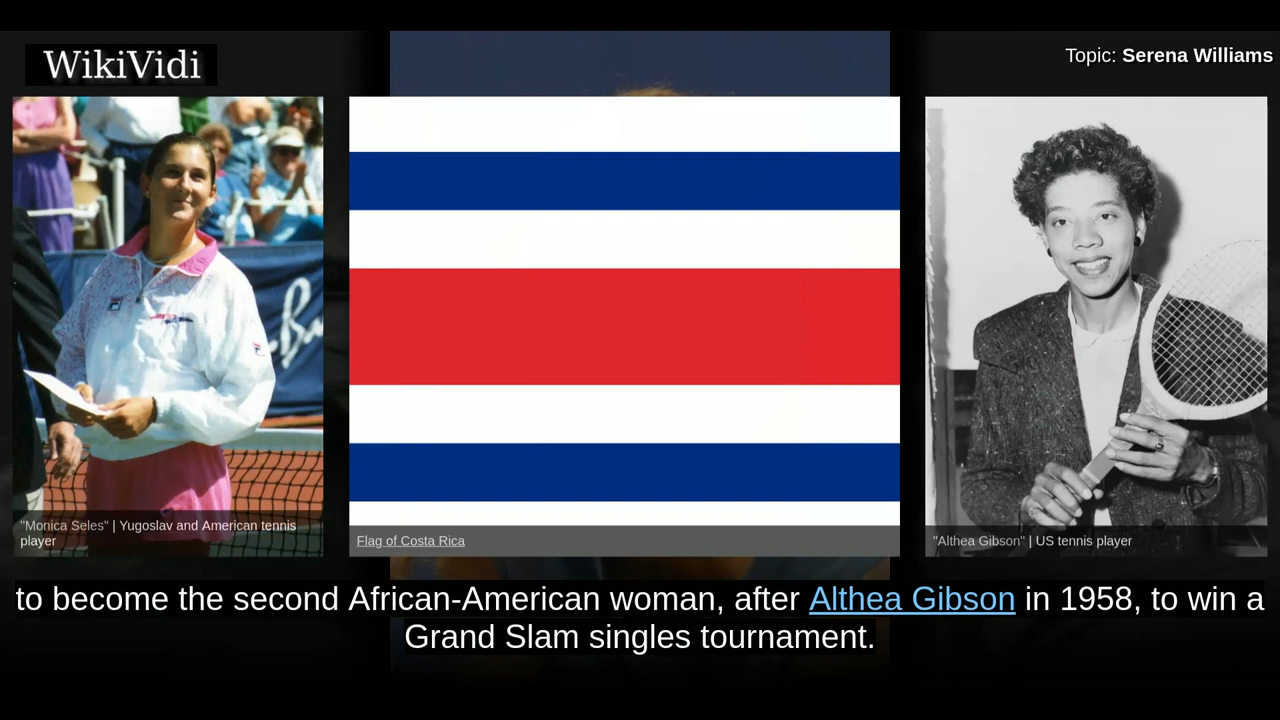 WikiVidi
Topic: Serena Williams
"Monica Seles" | Yugoslav and American tennis
player
Flag of Costa Rica
"Althea Gibson" | US tennis player
to become the second African-American woman, after Althea Gibson in 1958, to win a
Grand Slam singles tournament.